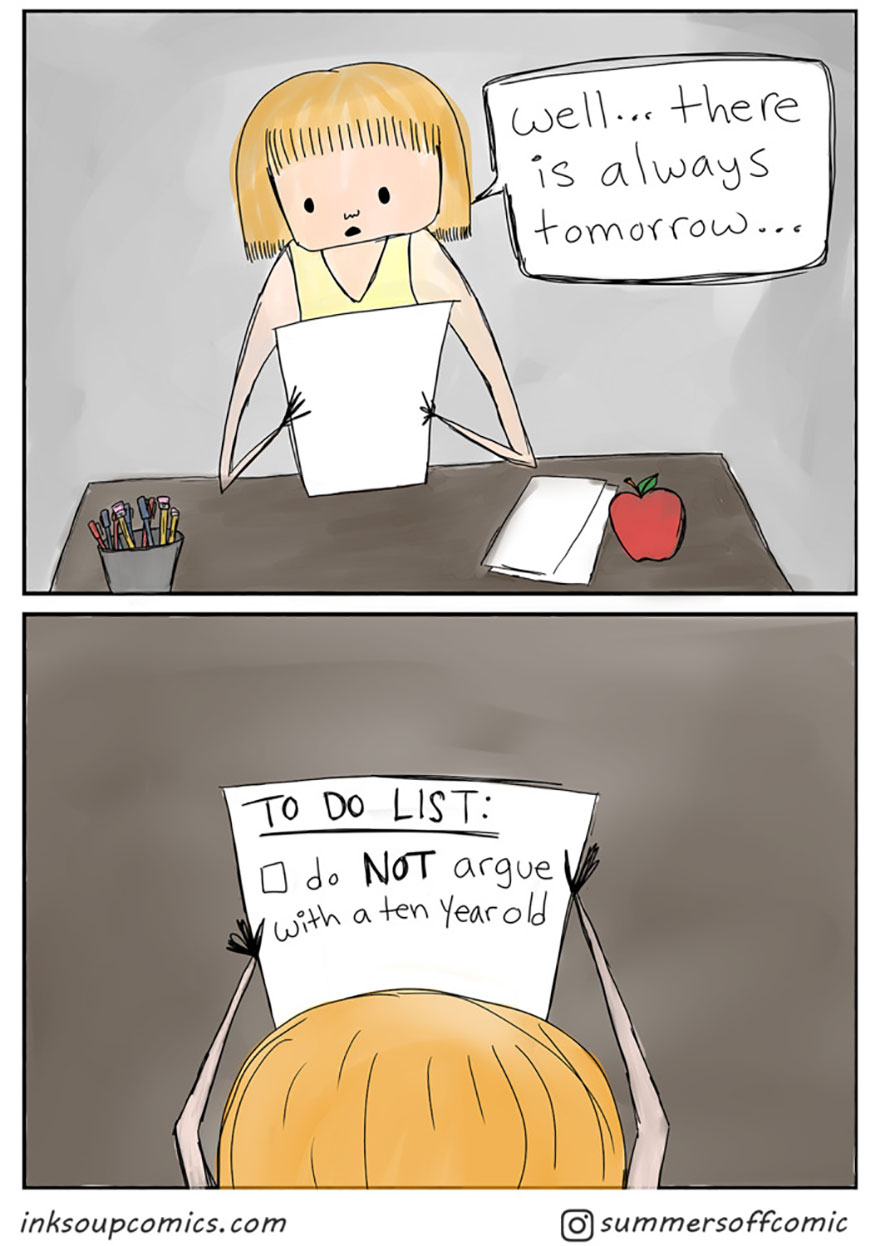 well... there
is always
tomorrow...
TO DO LIST:
do NOT argue
with a ten year old
inksoupcomics.com
summersoffcomic